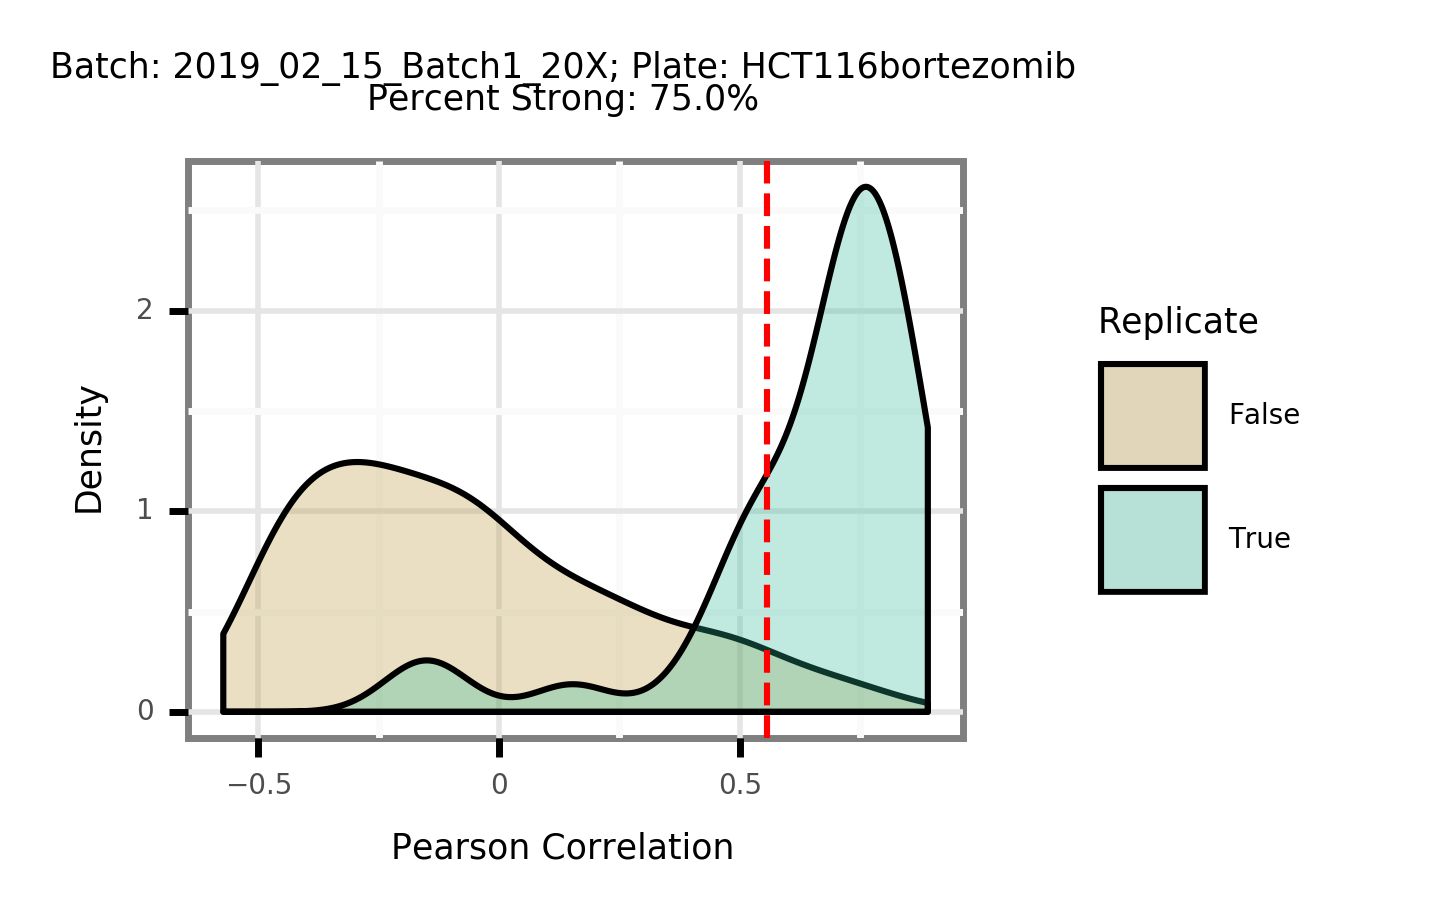 Batch: 2019_02_15_Batch1_20X; Plate: HCT116bortezomib
Percent Strong: 75.0%
Density
2
1
0
−0.5
0
0.5
Pearson Correlation
Replicate
False
True